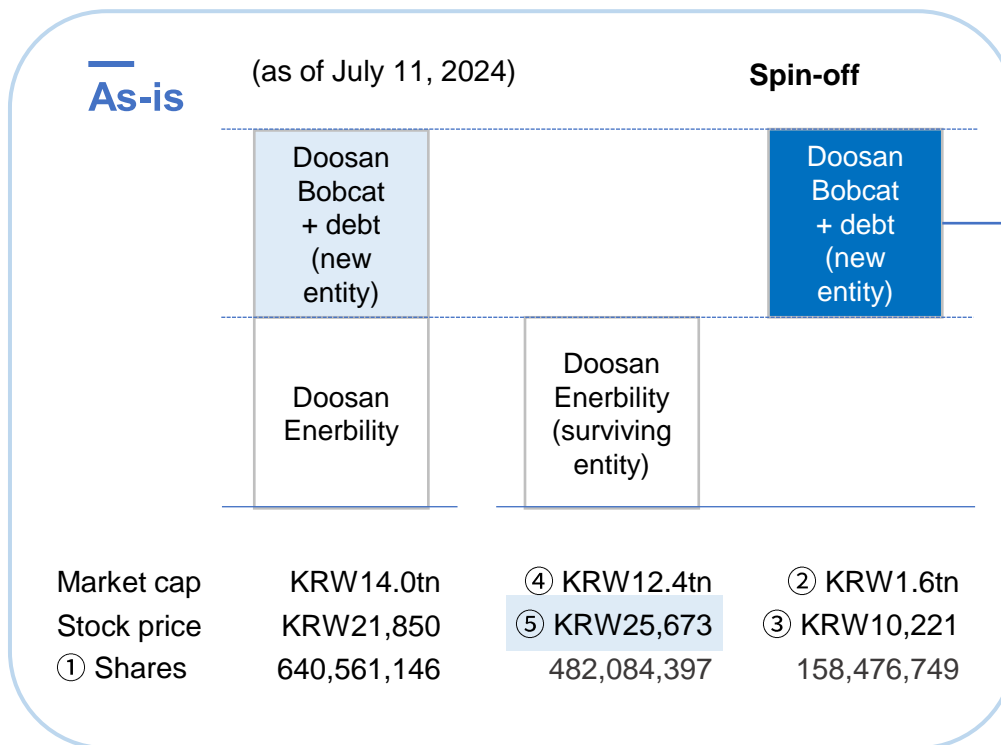 As-is
(as of July 11, 2024)
Spin-off
Doosan
Bobcat
+ debt
(new
entity)
Doosan
Bobcat
+ debt
(new
entity)
Doosan
Enerbility
Doosan
Enerbility
(surviving
entity)
Market cap KRW14.0tn ④ KRW12.4tn ② KRW1.6tn
Stock price KRW21,850 ⑤ KRW25,673 ③ KRW10,221
① Shares 640,561,146 482,084,397 158,476,749